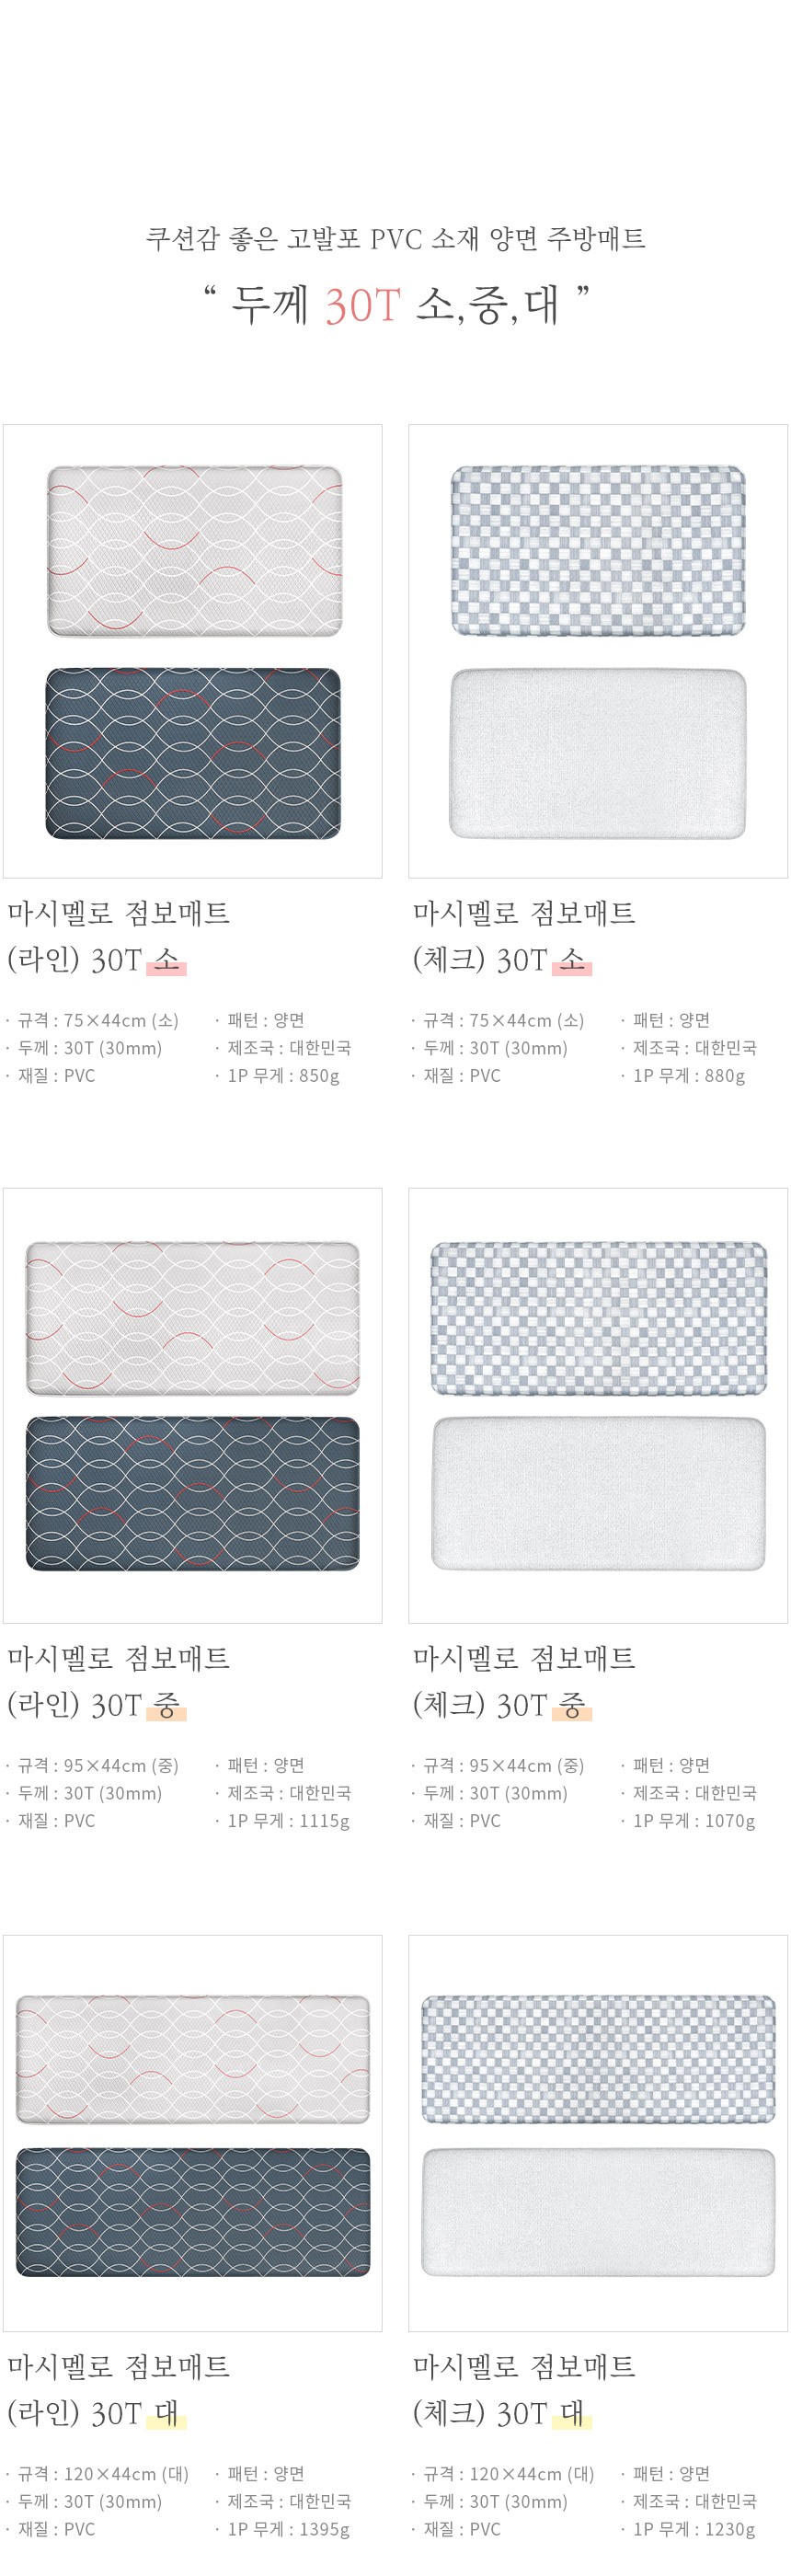 쿠션감 좋은 고발포 PVC 소재 양면 주방매트
“ 두께 30T 소,중,대 ”
마시멜로 점보매트
(라인) 30T 소
· 규격 : 75×44cm (소)
· 두께 : 30T (30mm)
· 재질 : PVC
· 패턴 : 양면
· 제조국 : 대한민국
· 1P 무게 : 850g
마시멜로 점보매트
(체크) 30T 소
· 규격 : 75×44cm (소)
· 두께 : 30T (30mm)
· 재질 : PVC
· 패턴 : 양면
· 제조국 : 대한민국
· 1P 무게 : 880g
마시멜로 점보매트
(라인) 30T 중
· 규격 : 95×44cm (중)
· 두께 : 30T (30mm)
· 재질 : PVC
· 패턴 : 양면
· 제조국 : 대한민국
· 1P 무게 : 1115g
마시멜로 점보매트
(체크) 30T 중
· 규격 : 95×44cm (중)
· 두께 : 30T (30mm)
· 재질 : PVC
· 패턴 : 양면
· 제조국 : 대한민국
· 1P 무게 : 1070g
마시멜로 점보매트
(라인) 30T 대
· 규격 : 120×44cm (대)
· 두께 : 30T (30mm)
· 재질 : PVC
· 패턴 : 양면
· 제조국 : 대한민국
· 1P 무게 : 1395g
마시멜로 점보매트
(체크) 30T 대
· 규격 : 120×44cm (대)
· 두께 : 30T (30mm)
· 재질 : PVC
· 패턴 : 양면
· 제조국 : 대한민국
· 1P 무게 : 1230g